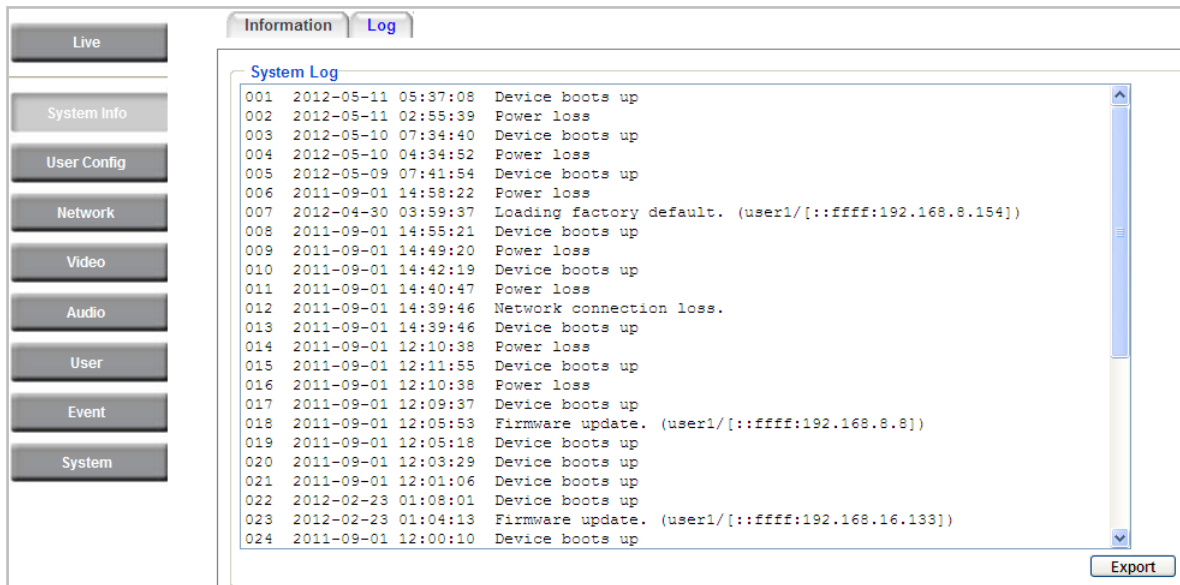 Live
System Info
User Config
Network
Video
Audio
User
Event
System
Information
Log
System Log
001 2012-05-11 05:37:08 Device boots up
002 2012-05-11 02:55:39 Power loss
003 2012-05-10 07:34:40 Device boots up
004 2012-05-10 04:34:52 Power loss
005 2012-05-09 07:41:54 Device boots up
006 2011-09-01 14:58:22 Power loss
007 2012-04-30 03:59:37 Loading factory default. (user1/[::ffff:192.168.8.154])
008 2011-09-01 14:55:21 Device boots up
009 2011-09-01 14:49:20 Power loss
010 2011-09-01 14:42:19 Device boots up
011 2011-09-01 14:40:47 Power loss
012 2011-09-01 14:39:46 Network connection loss.
013 2011-09-01 14:39:46 Device boots up
014 2011-09-01 12:10:38 Power loss
015 2011-09-01 12:11:55 Device boots up
016 2011-09-01 12:10:38 Power loss
017 2011-09-01 12:09:37 Device boots up
018 2011-09-01 12:05:53 Firmware update. (user1/[::ffff:192.168.8.8])
019 2011-09-01 12:05:18 Device boots up
020 2011-09-01 12:03:29 Device boots up
021 2011-09-01 12:01:06 Device boots up
022 2012-02-23 01:08:01 Device boots up
023 2012-02-23 01:04:13 Firmware update. (user1/[::ffff:192.168.16.133])
024 2011-09-01 12:00:10 Device boots up
Export